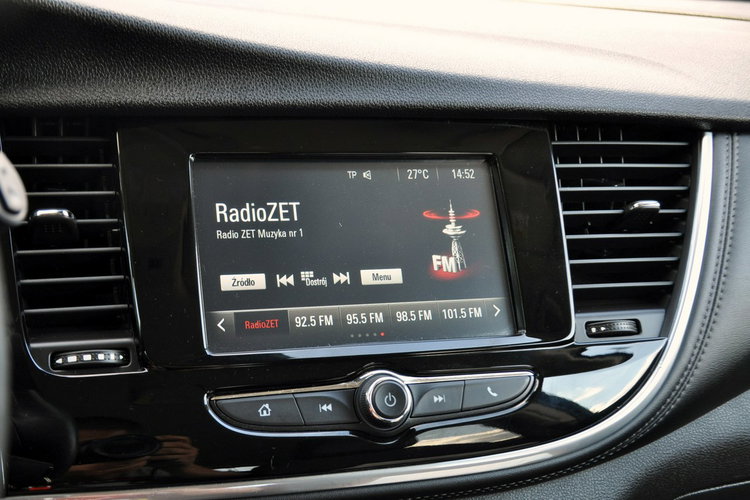 TP 27°C 14:52
RadioZET
Radio ZET Muzyka nr 1
FM
Źródło Dostrój Menu
RadioZET 92.5 FM 95.5 FM 98.5 FM 101.5 FM